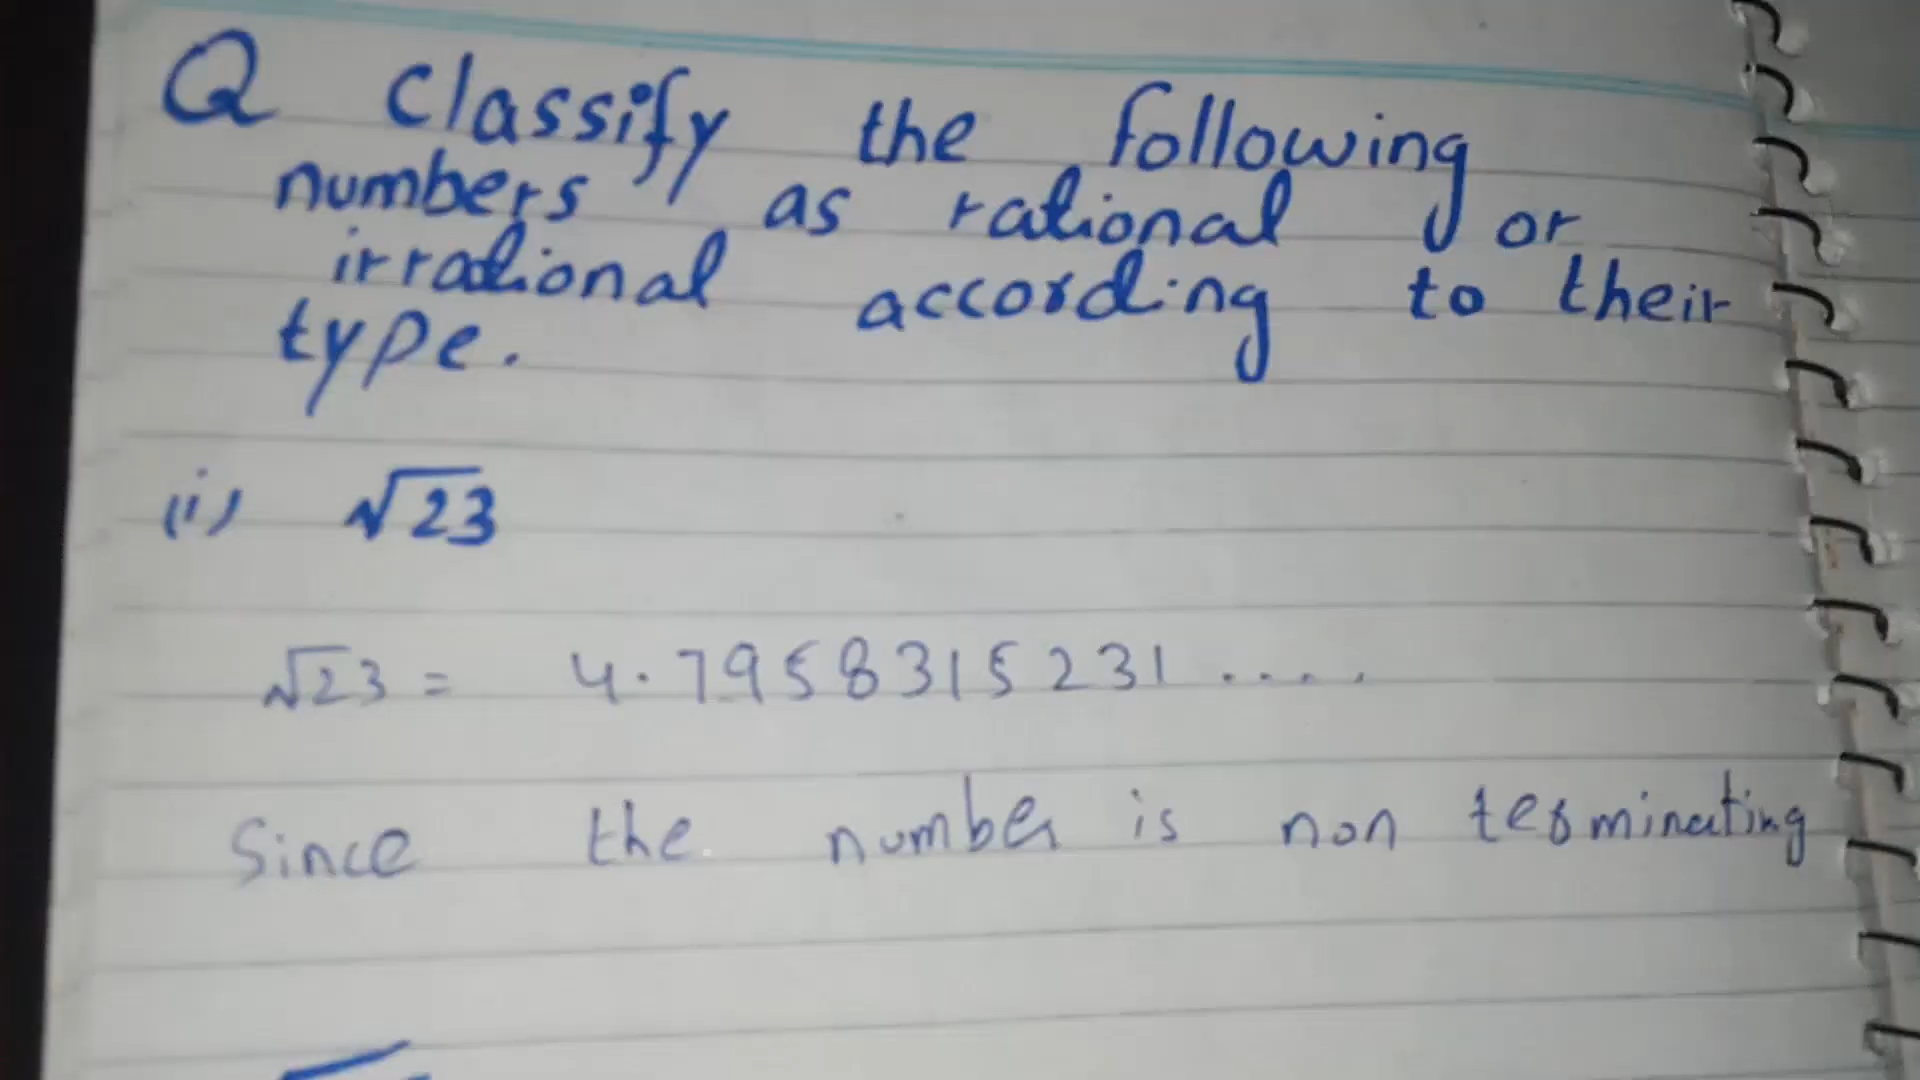 Q Classify the following
numbers as rational or
irrational according to their
type.
(i) √23
√23 = 4.7958315231....
Since the number is non terminating